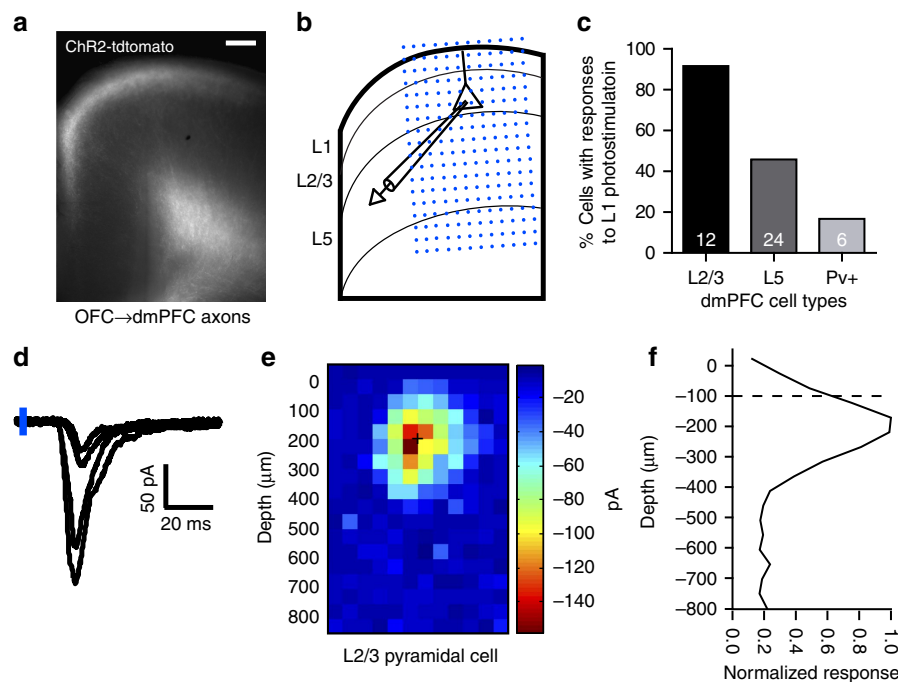 a
ChR2-tdtomato
OFC→dmPFC axons
b
L1
L2/3
L5
c
% Cells with responses
to L1 photostimulatoin
100
80
60
40
20
0
12
24
6
L2/3
L5
Pv+
dmPFC cell types
d
50 pA
20 ms
e
Depth (μm)
0
100
200
300
400
500
600
700
800
L2/3 pyramidal cell
−20
−40
−60
−80
−100
−120
−140
pA
f
Depth (μm)
0
−100
−200
−300
−400
−500
−600
−700
−800
0.0
0.2
0.4
0.6
0.8
1.0
Normalized response